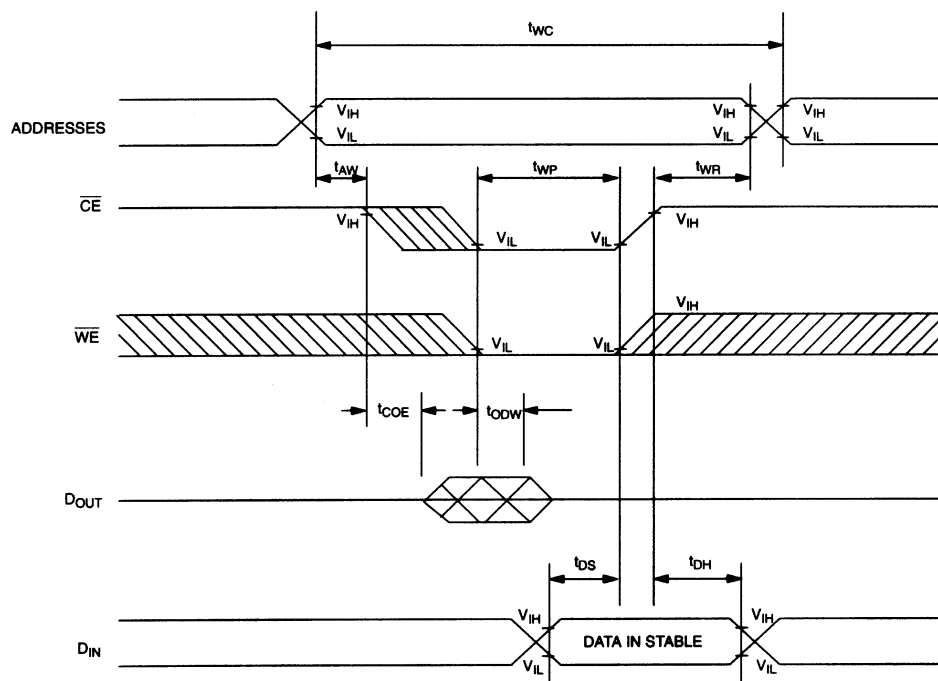 tWC
ADDRESSES
VIH
VIL
VIH
VIL
VIH
VIL
tAW
tWP
tWR
CE
VIH
VIL
VIL
VIH
WE
VIH
VIL
VIL
tCOE
tODW
DOUT
tDS
tDH
DIN
VIH
VIL
DATA IN STABLE
VIH
VIL